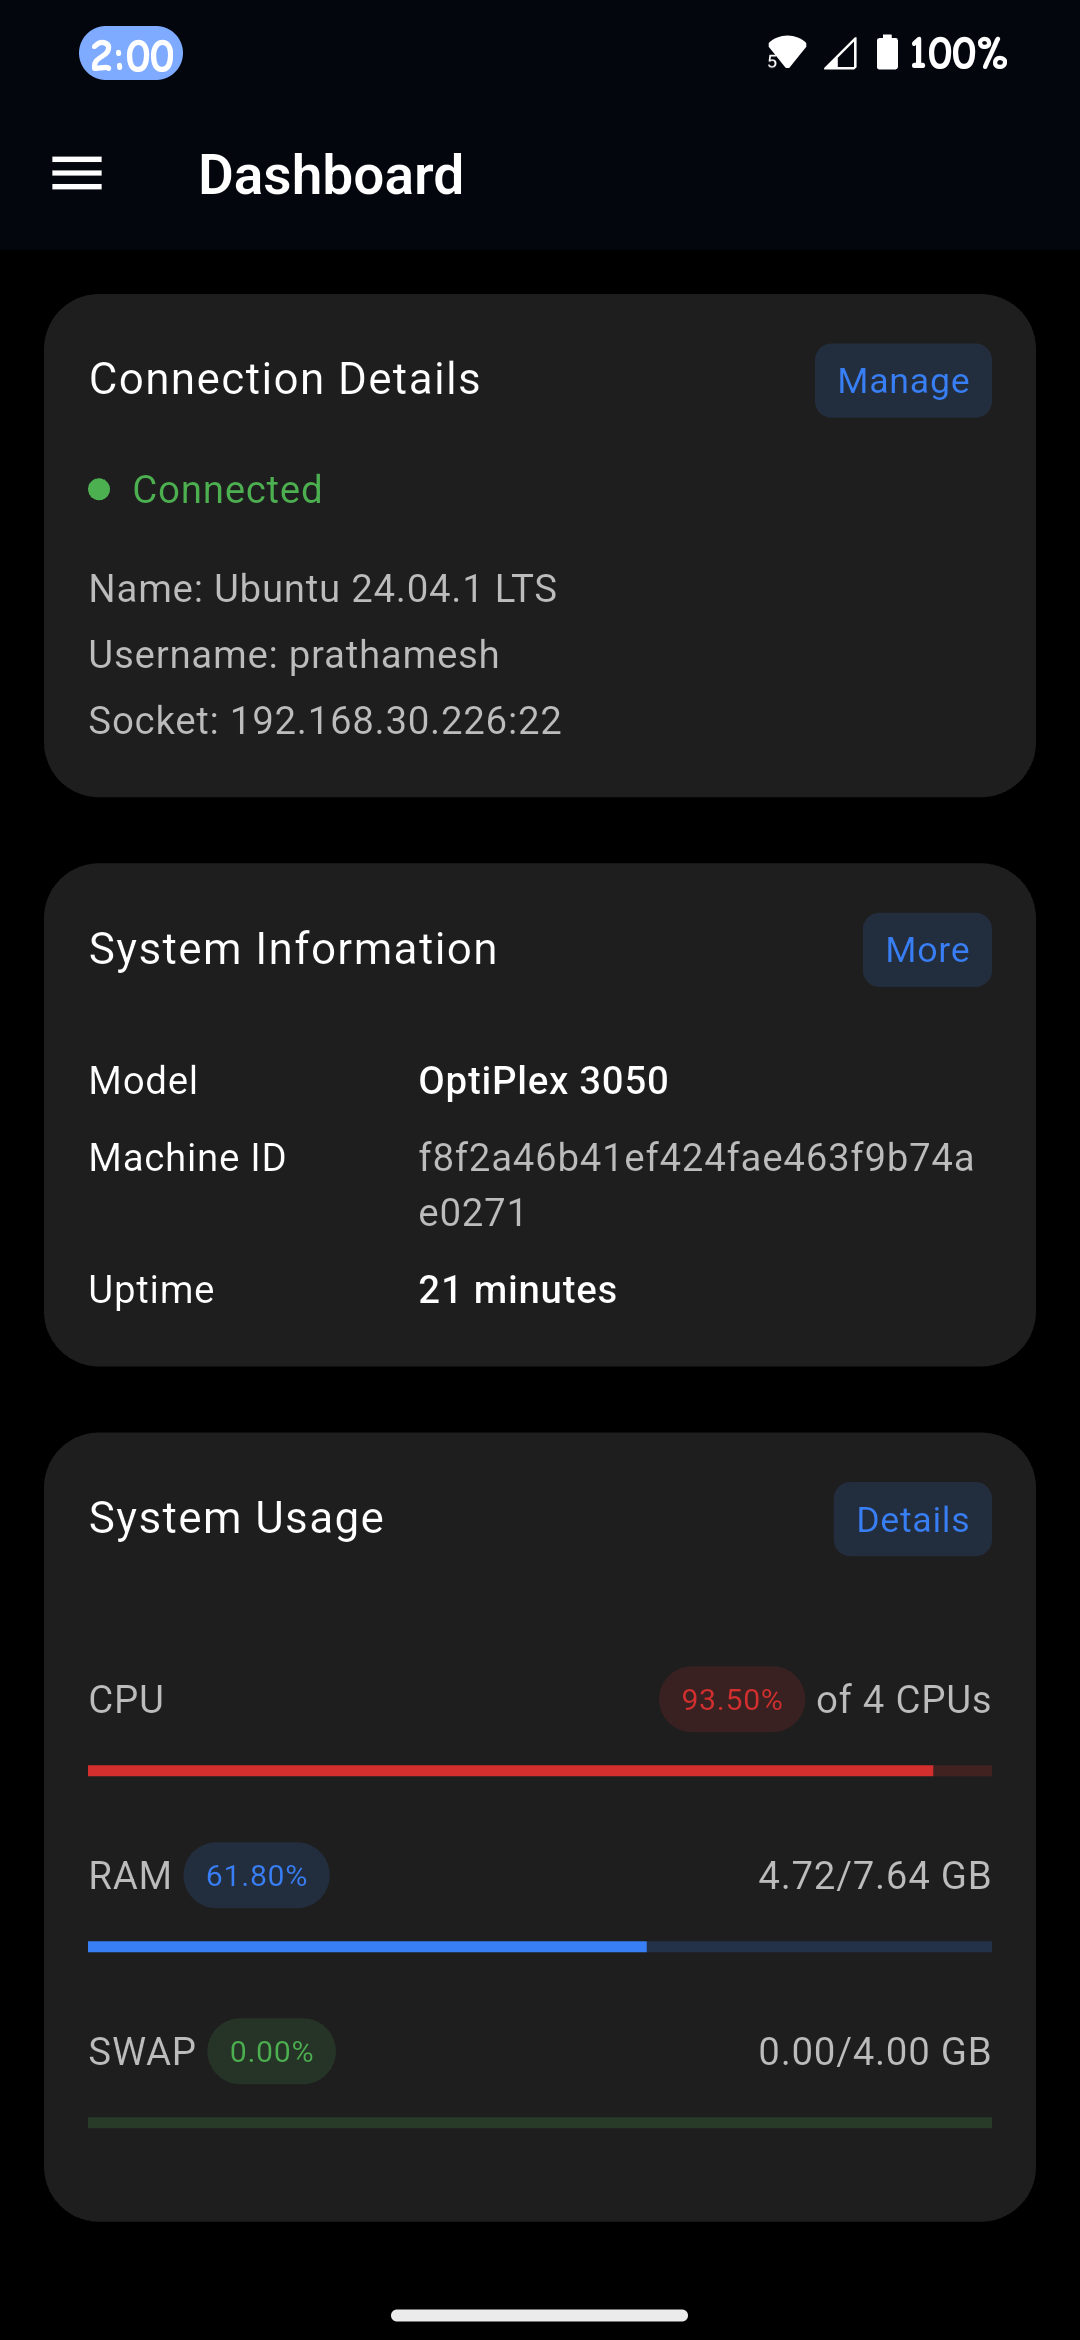 2:00
5
100%
Dashboard
Connection Details
Manage
Connected
Name: Ubuntu 24.04.1 LTS
Username: prathamesh
Socket: 192.168.30.226:22
System Information
More
Model
OptiPlex 3050
Machine ID
f8f2a46b41ef424fae463f9b74a
e0271
Uptime
21 minutes
System Usage
Details
CPU
93.50% of 4 CPUs
RAM 61.80%
4.72/7.64 GB
SWAP 0.00%
0.00/4.00 GB